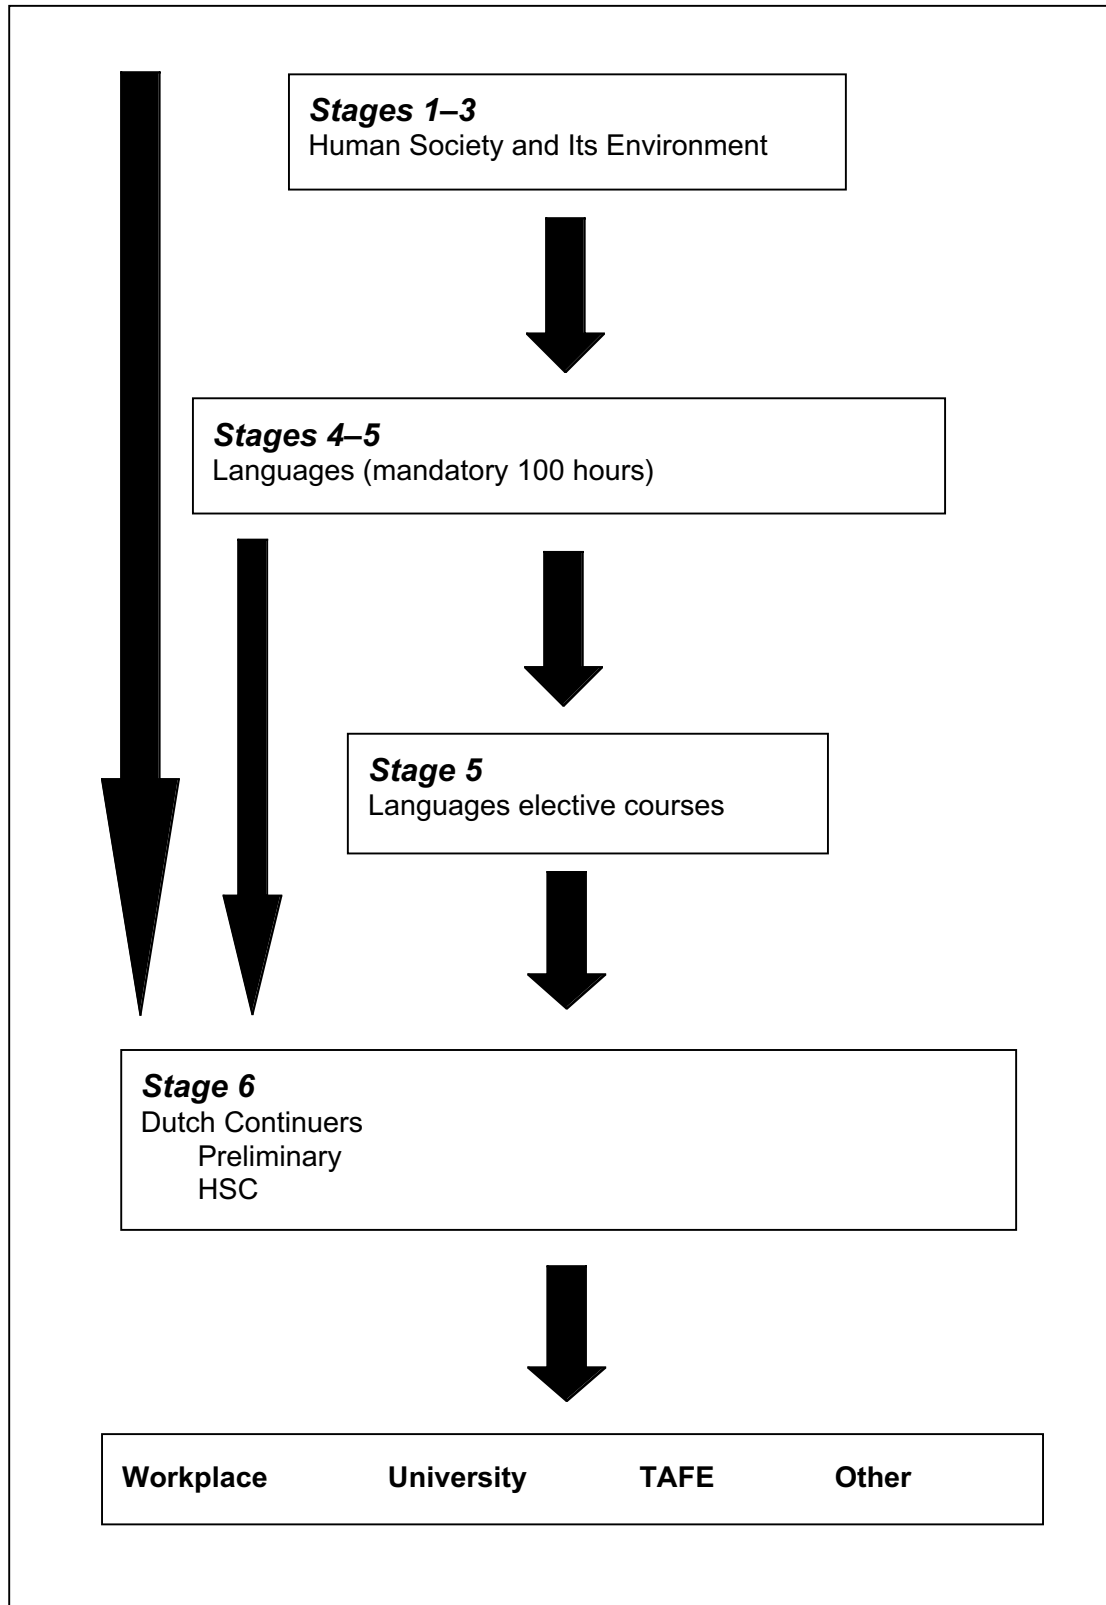 Stages 1–3
Human Society and Its Environment
Stages 4–5
Languages (mandatory 100 hours)
Stage 5
Languages elective courses
Stage 6
Dutch Continuers
Preliminary
HSC
Workplace University TAFE Other